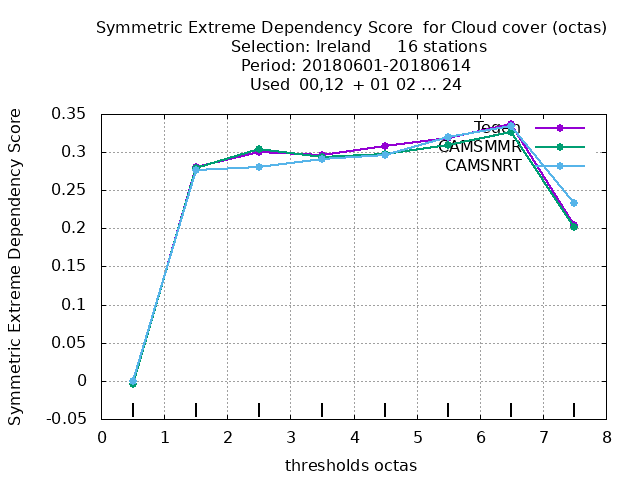 Symmetric Extreme Dependency Score for Cloud cover (octas)
Selection: Ireland 16 stations
Period: 20180601-20180614
Used 00,12 + 01 02 ... 24
Symmetric Extreme Dependency Score
0.35
0.3
0.25
0.2
0.15
0.1
0.05
0
-0.05
CAMSMMR
CAMSNRT
0 1 2 3 4 5 6 7 8
thresholds octas